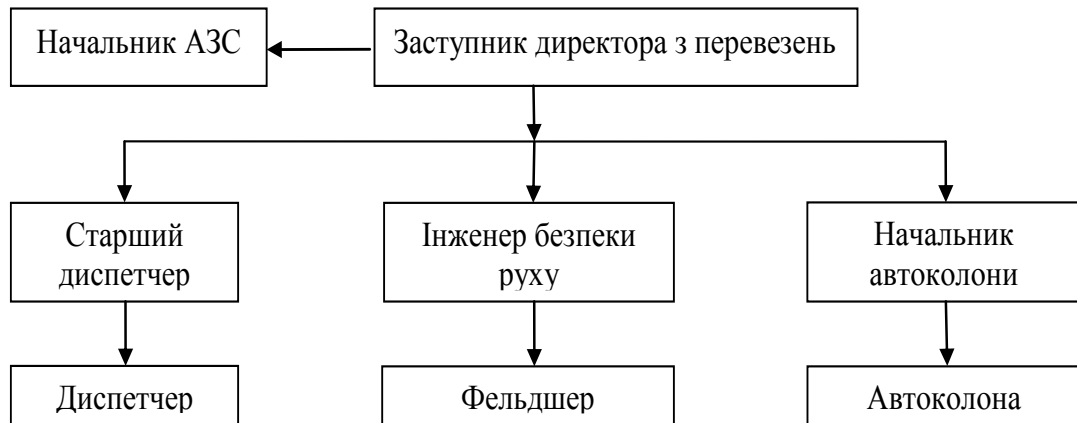 Начальник АЗС
Заступник директора з перевезень
Старший
диспетчер
Інженер безпеки
руху
Начальник
автоколони
Диспетчер
Фельдшер
Автоколона